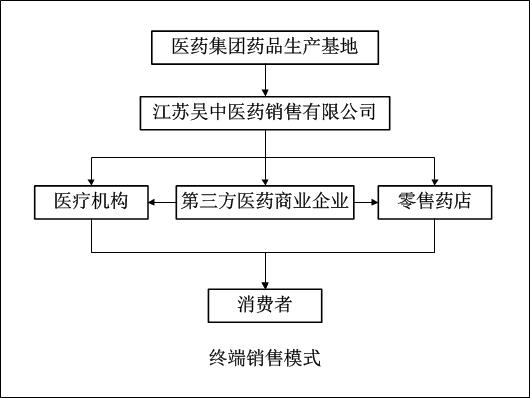 医药集团药品生产基地
江苏吴中医药销售有限公司
医疗机构
第三方医药商业企业
零售药店
消费者
终端销售模式